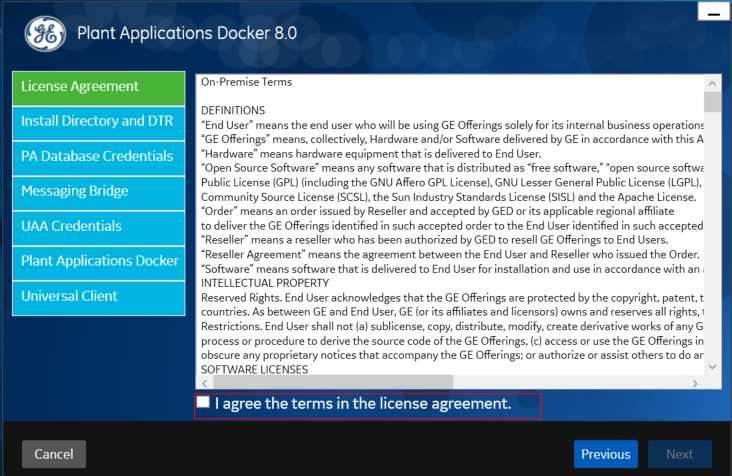 Plant Applications Docker 8.0
License Agreement
Install Directory and DTR
PA Database Credentials
Messaging Bridge
UAA Credentials
Plant Applications Docker
Universal Client
On-Premise Terms
DEFINITIONS
“End User” means the end user who will be using GE Offerings solely for its internal business operations
“GE Offerings” means, collectively, Hardware and/or Software delivered by GE in accordance with this A
“Hardware” means hardware equipment that is delivered to End User.
“Open Source Software” means any software that is distributed as “free software,” “open source softwa
Public License (GPL) (including the GNU Affero GPL License), GNU Lesser General Public License (LGPL),
Community Source License (SCSL), the Sun Industry Standards License (SISL) and the Apache License.
“Order” means an order issued by Reseller and accepted by GED or its applicable regional affiliate
to deliver the GE Offerings identified in such accepted order to the End User identified in such accepted
“Reseller” means a reseller who has been authorized by GED to resell GE Offerings to End Users.
“Reseller Agreement” means the agreement between the End User and Reseller who issued the Order.
“Software” means software that is delivered to End User for installation and use in accordance with an
INTELLECTUAL PROPERTY
Reserved Rights. End User acknowledges that the GE Offerings are protected by the copyright, patent, t
countries. As between GE and End User, GE (or its affiliates and licensors) owns and reserves all rights,
Restrictions. End User shall not (a) sublicense, copy, distribute, modify, create derivative works of any G
process or procedure to derive the source code of the GE Offerings, (c) access or use the GE Offerings in
obscure any proprietary notices that accompany the GE Offerings; or authorize or assist others to do an
SOFTWARE LICENSES
I agree the terms in the license agreement.
Cancel
Previous
Next